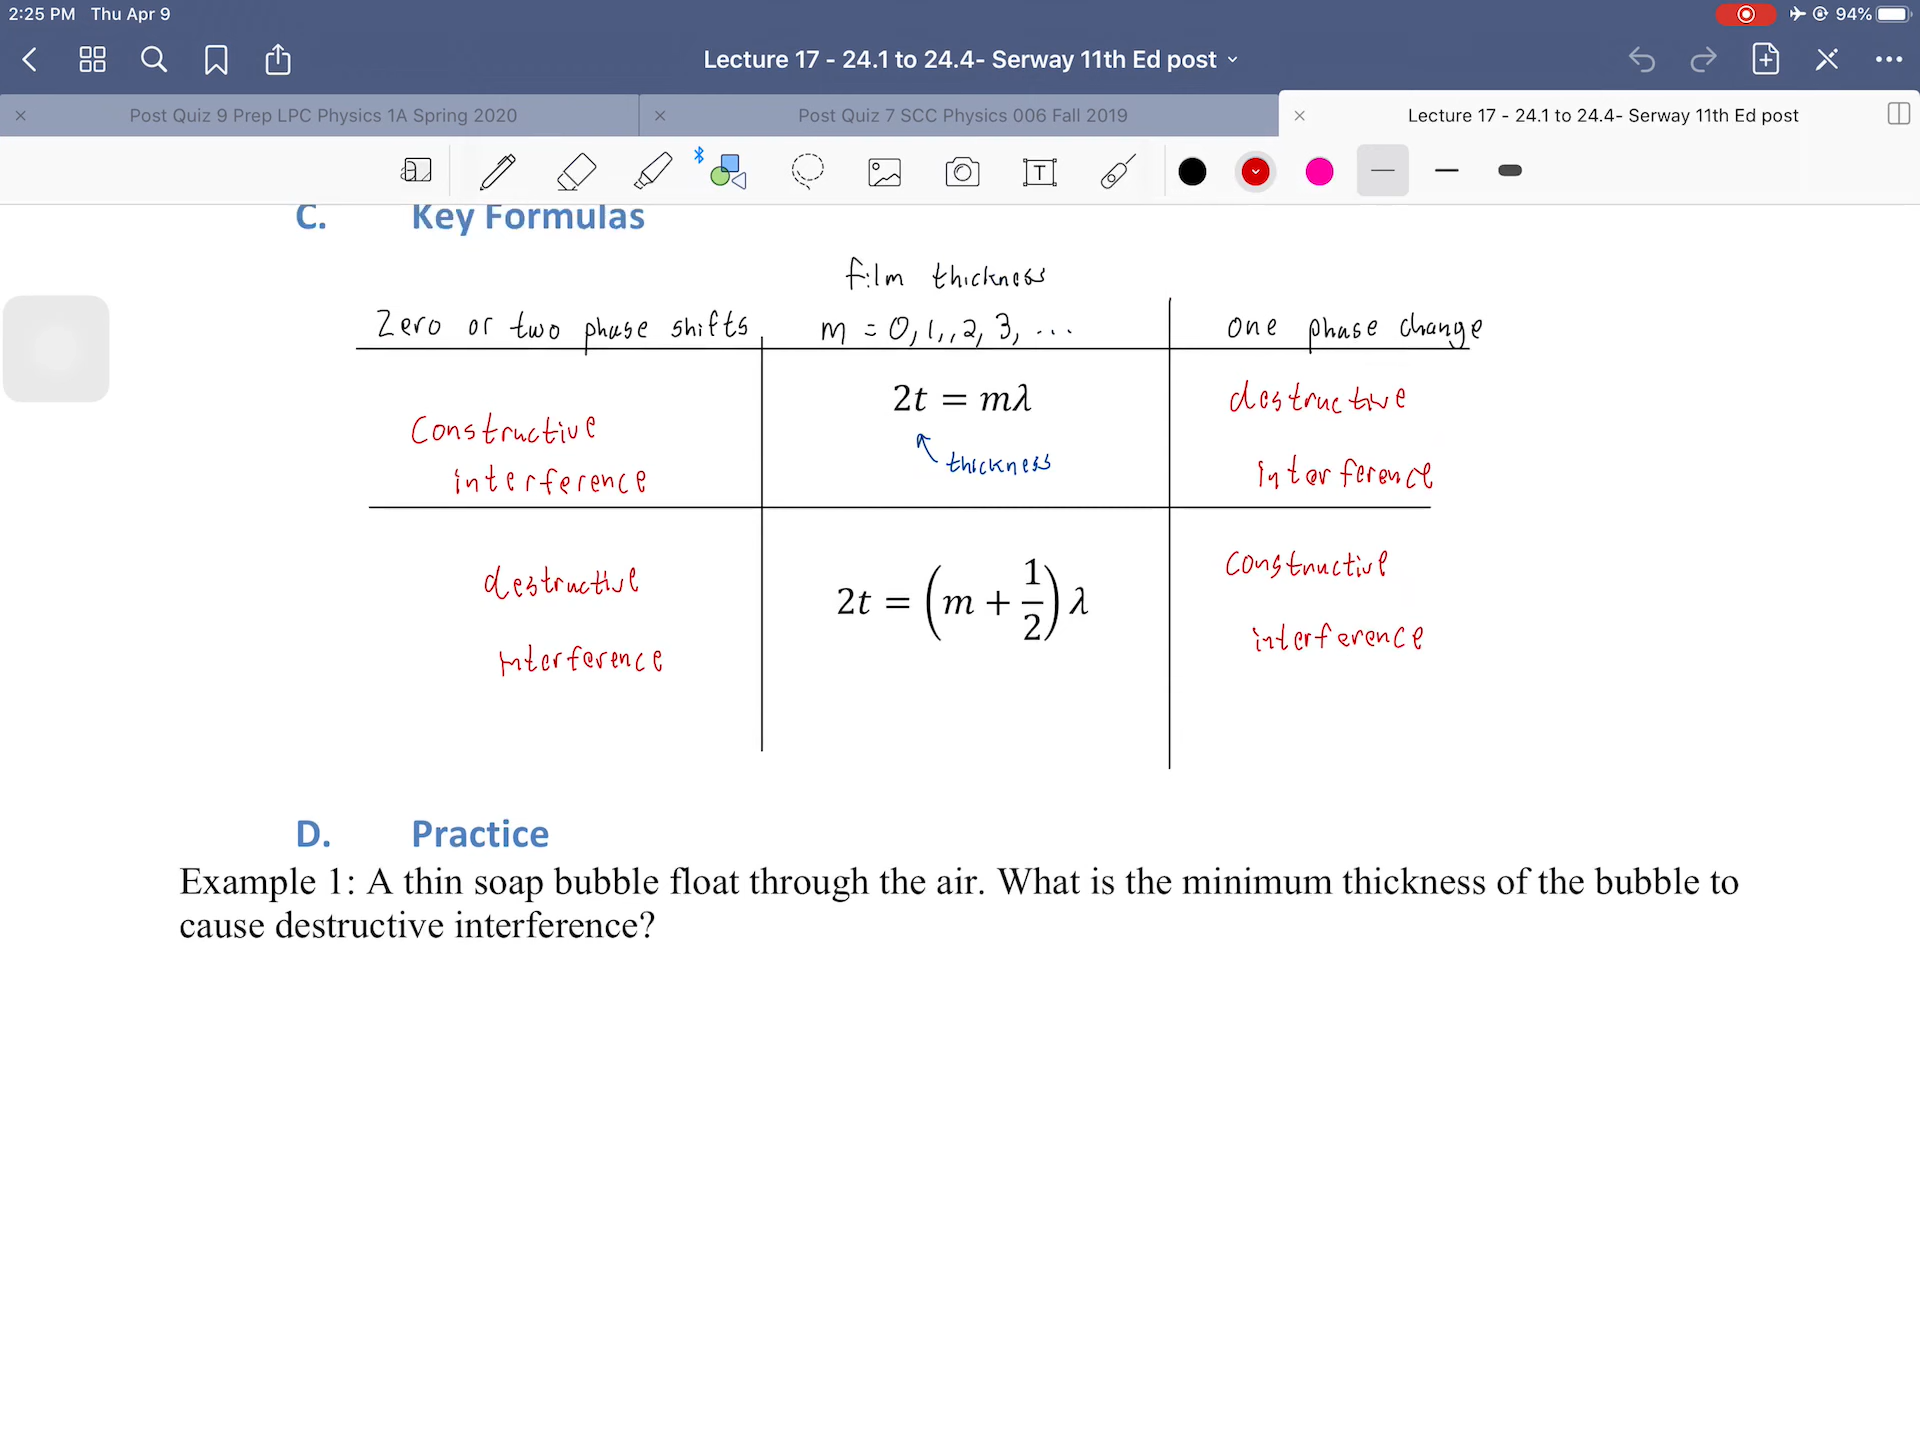 2:25 PM Thu Apr 9
94%
Lecture 17 - 24.1 to 24.4- Serway 11th Ed post
Post Quiz 9 Prep LPC Physics 1A Spring 2020
Post Quiz 7 SCC Physics 006 Fall 2019
Lecture 17 - 24.1 to 24.4- Serway 11th Ed post
C. Key Formulas
film thickness
Zero or two phase shifts
m = 0, 1,, 2, 3, ...
one phase change
Constructive
interference
2t = mλ
thickness
destructive
interference
destructive
interference
2t = (m + 1/2) λ
constructive
interference
D. Practice
Example 1: A thin soap bubble float through the air. What is the minimum thickness of the bubble to
cause destructive interference?